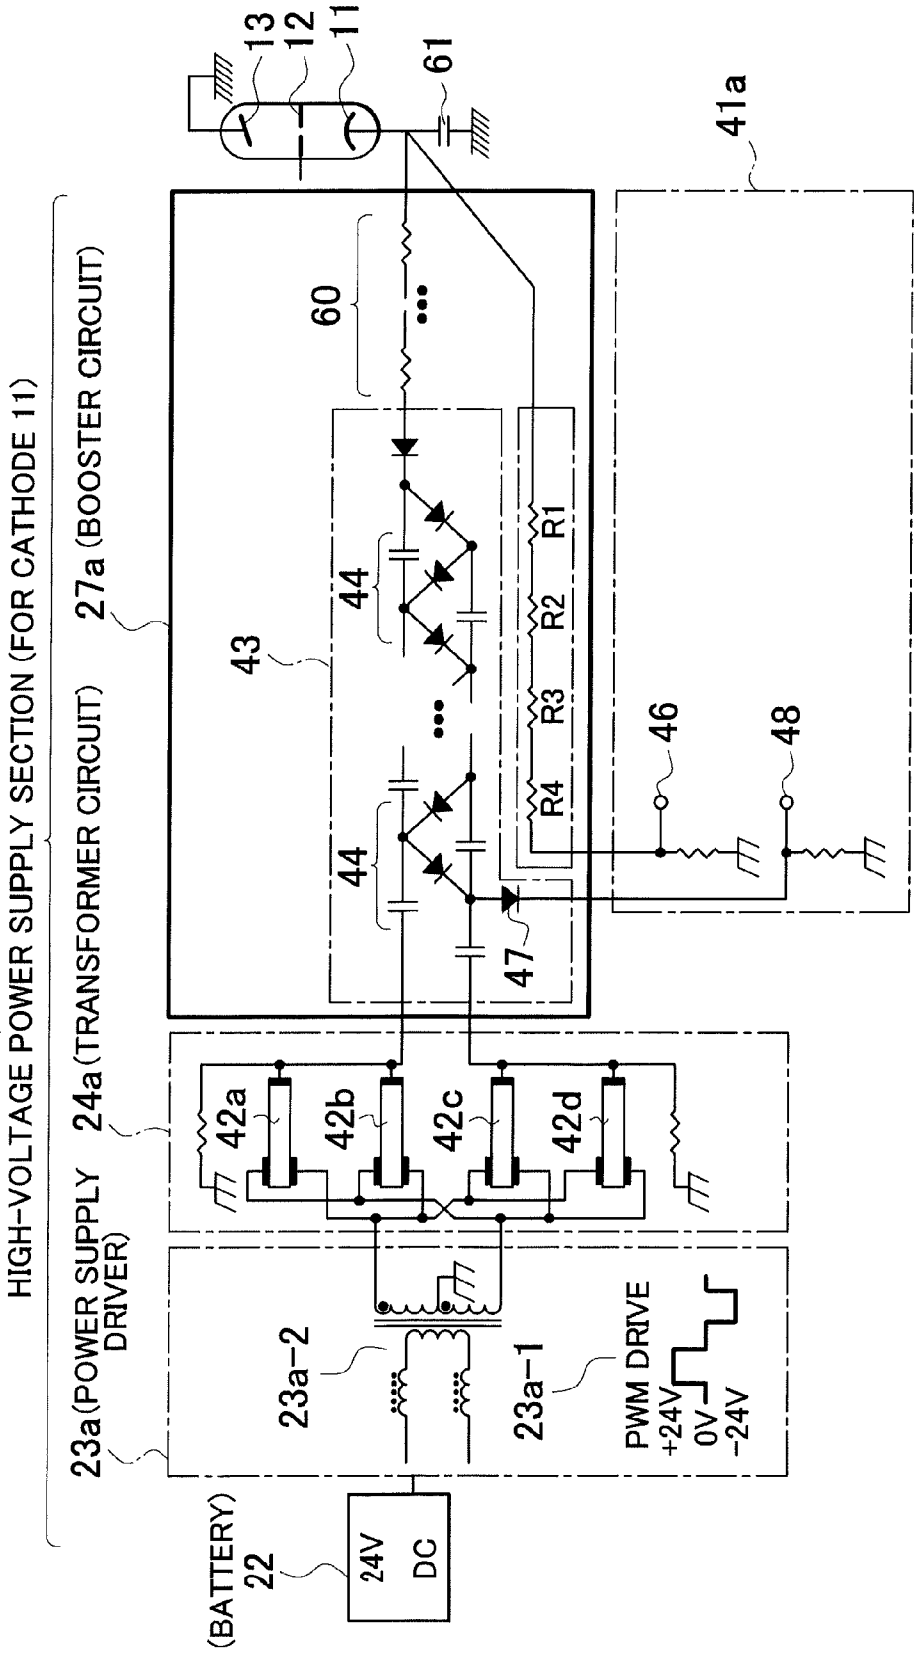 HIGH-VOLTAGE POWER SUPPLY SECTION (FOR CATHODE 11)
23a (POWER SUPPLY DRIVER)
24a (TRANSFORMER CIRCUIT)
27a (BOOSTER CIRCUIT)
(BATTERY)
22
24V
DC
23a-2
23a-1
PWM DRIVE
+24V
0V
-24V
42a
42b
42c
42d
43
44
44
47
60
R4
R3
R2
R1
13
12
11
61
46
48
41a